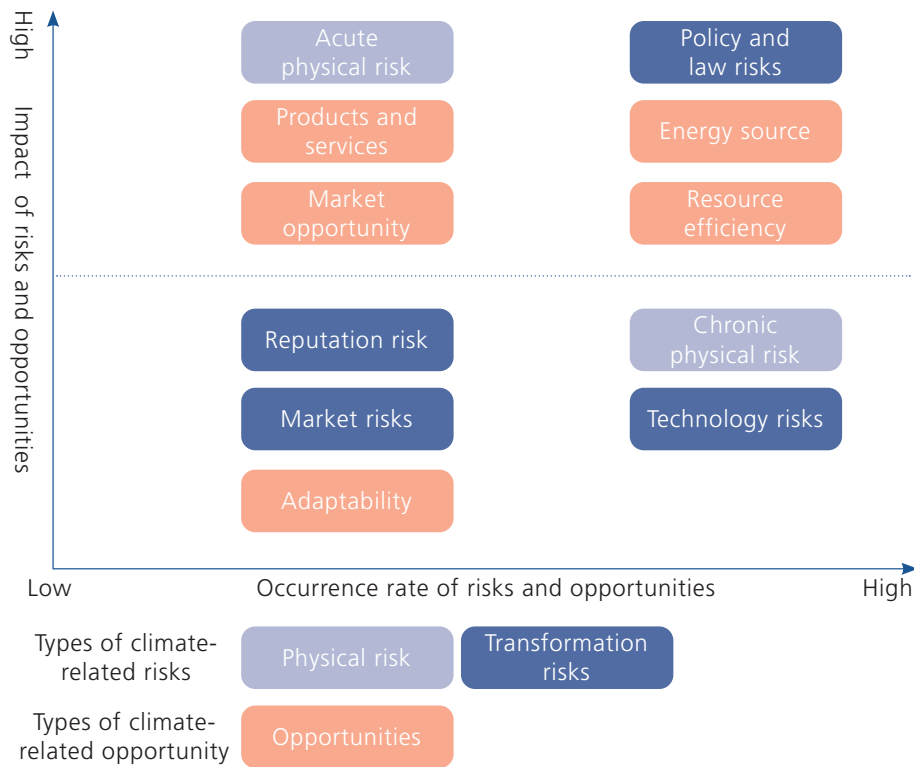 High
Impact of risks and opportunities
Acute
physical risk
Policy and
law risks
Products and
services
Energy source
Market
opportunity
Resource
efficiency
Reputation risk
Chronic
physical risk
Market risks
Technology risks
Adaptability
Low
Occurrence rate of risks and opportunities
High
Types of climate-
related risks
Physical risk
Transformation
risks
Types of climate-
related opportunity
Opportunities